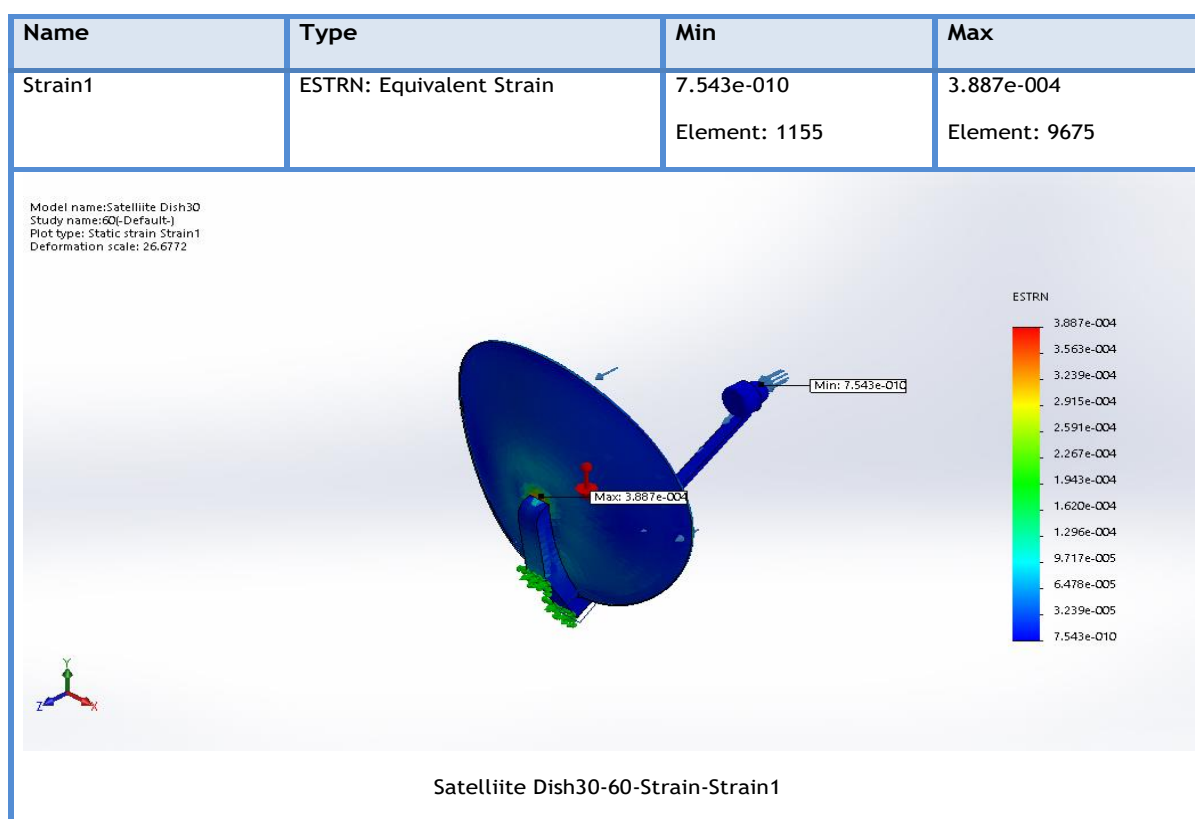 Name Type Min Max
Strain1 ESTRN: Equivalent Strain 7.543e-010 3.887e-004
Element: 1155 Element: 9675
Model name:Satelliite Dish30
Study name:60(-Default-)
Plot type: Static strain Strain1
Deformation scale: 26.6772
ESTRN
3.887e-004
3.563e-004
3.239e-004
2.915e-004
2.591e-004
2.267e-004
1.943e-004
1.620e-004
1.296e-004
9.717e-005
6.478e-005
3.239e-005
7.543e-010
Min: 7.543e-010
Max: 3.887e-004
Y
Z
X
Satelliite Dish30-60-Strain-Strain1